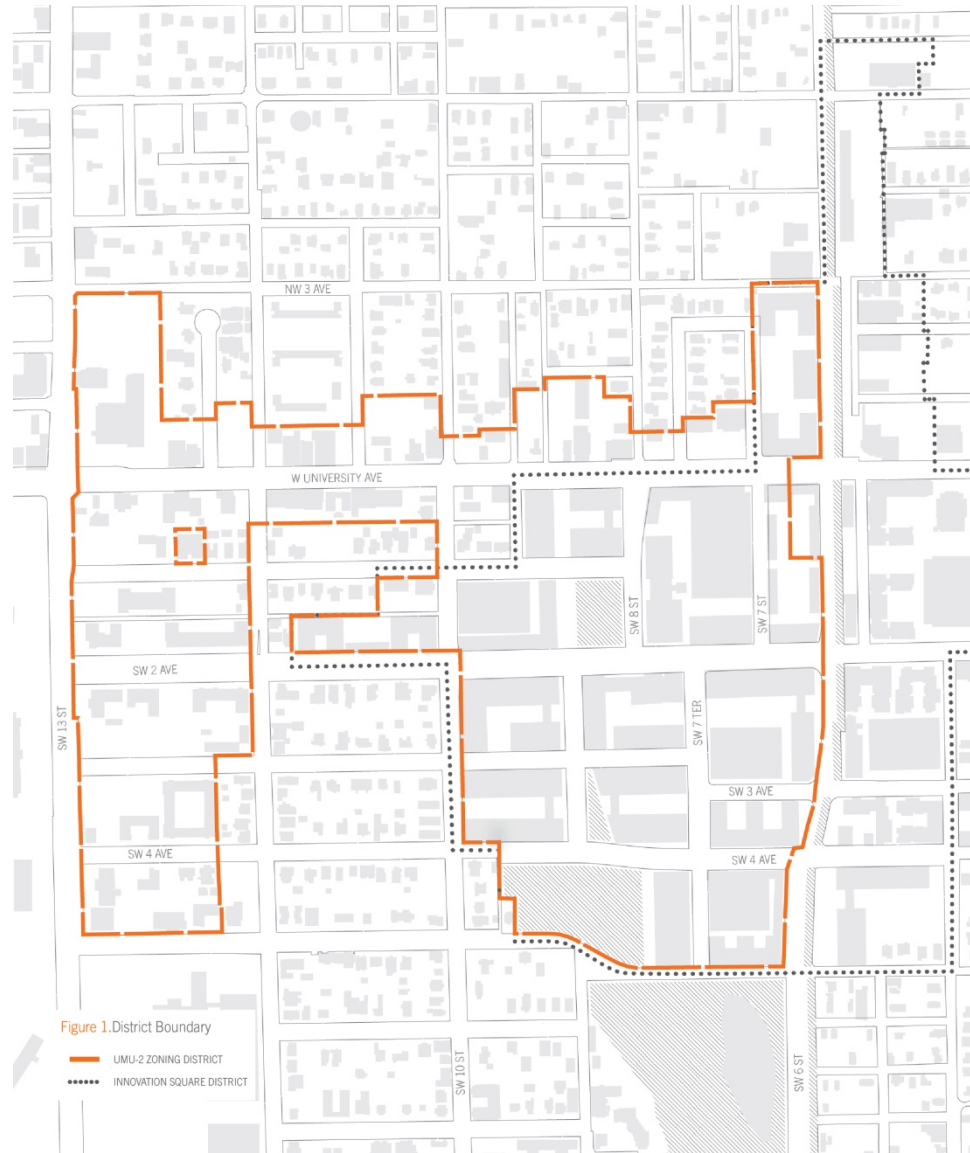 NW 3 AVE
W UNIVERSITY AVE
SW 8 ST
SW 7 ST
SW 2 AVE
SW 13 ST
SW 7 TER
SW 3 AVE
SW 4 AVE
SW 4 AVE
Figure 1.District Boundary
UMU-2 ZONING DISTRICT
INNOVATION SQUARE DISTRICT
SW 10 ST
SW 6 ST